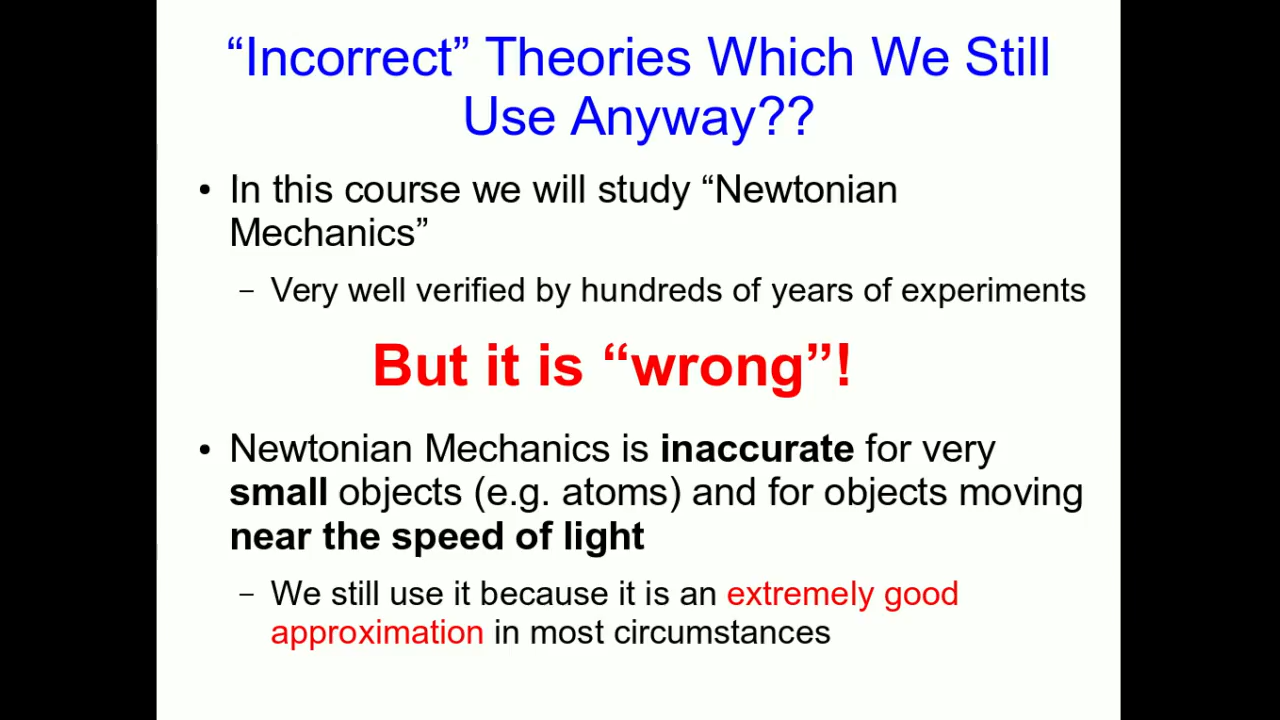 “Incorrect” Theories Which We Still
Use Anyway??
• In this course we will study “Newtonian
Mechanics”
– Very well verified by hundreds of years of experiments
But it is “wrong”!
• Newtonian Mechanics is inaccurate for very
small objects (e.g. atoms) and for objects moving
near the speed of light
– We still use it because it is an extremely good
approximation in most circumstances